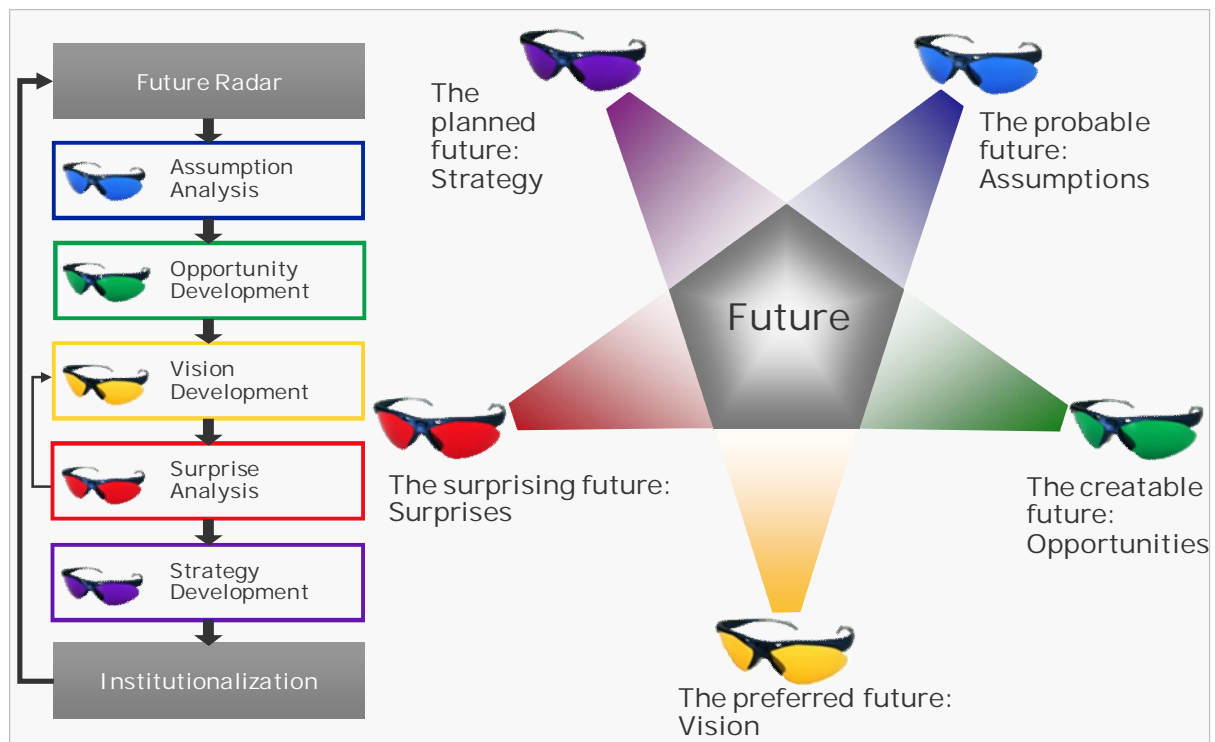 Future Radar
Assumption
Analysis
Opportunity
Development
Vision
Development
Surprise
Analysis
Strategy
Development
Institutionalization
The
planned
future:
Strategy
The probable
future:
Assumptions
Future
The surprising future:
Surprises
The creatable
future:
Opportunities
The preferred future:
Vision